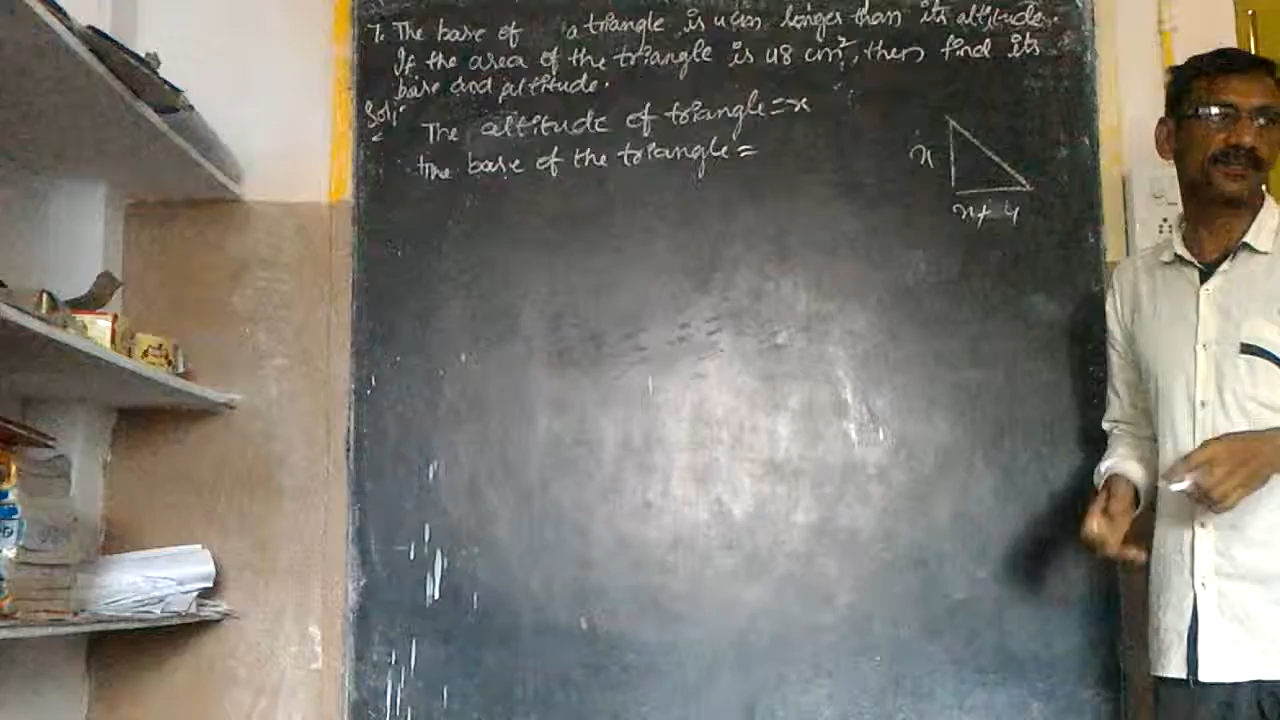 7. The base of a triangle is 4cm longer than its altitude.
If the area of the triangle is 48 cm², then find its
base and altitude.
Sol:
The altitude of triangle = x
The base of the triangle =
x
x + 4